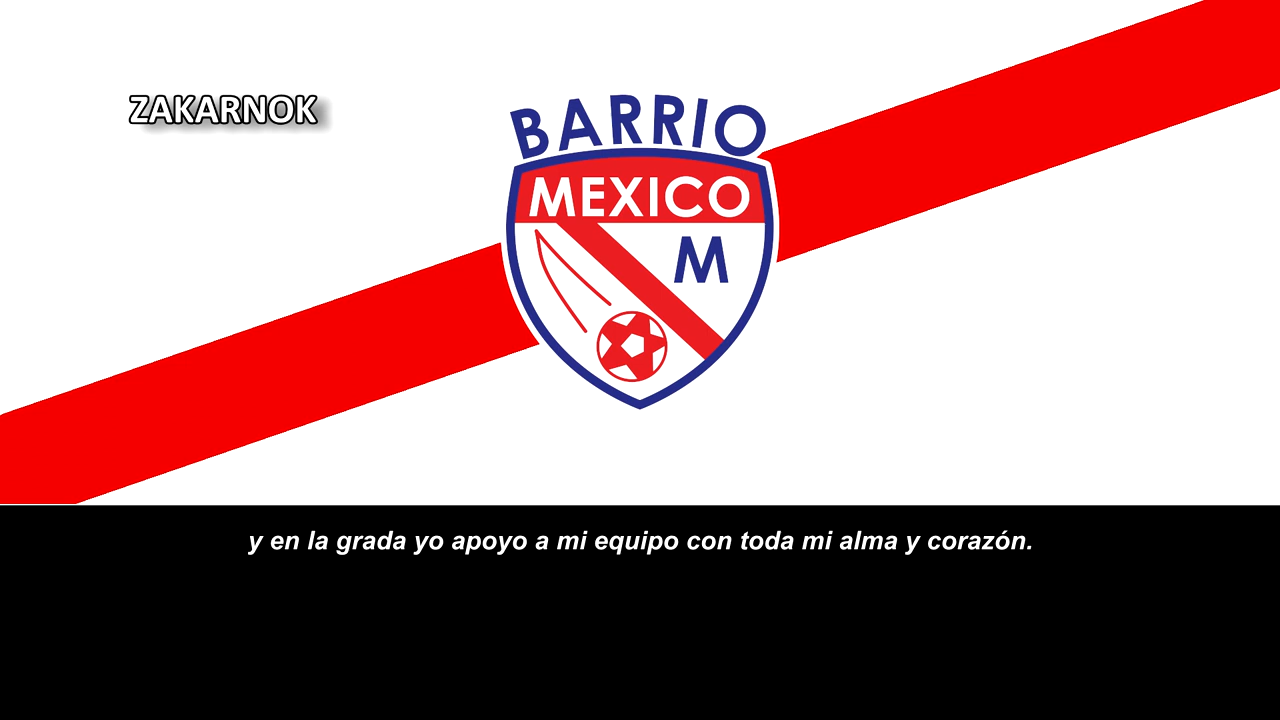 ZAKARNOK
BARRIO
MEXICO
M
y en la grada yo apoyo a mi equipo con toda mi alma y corazón.